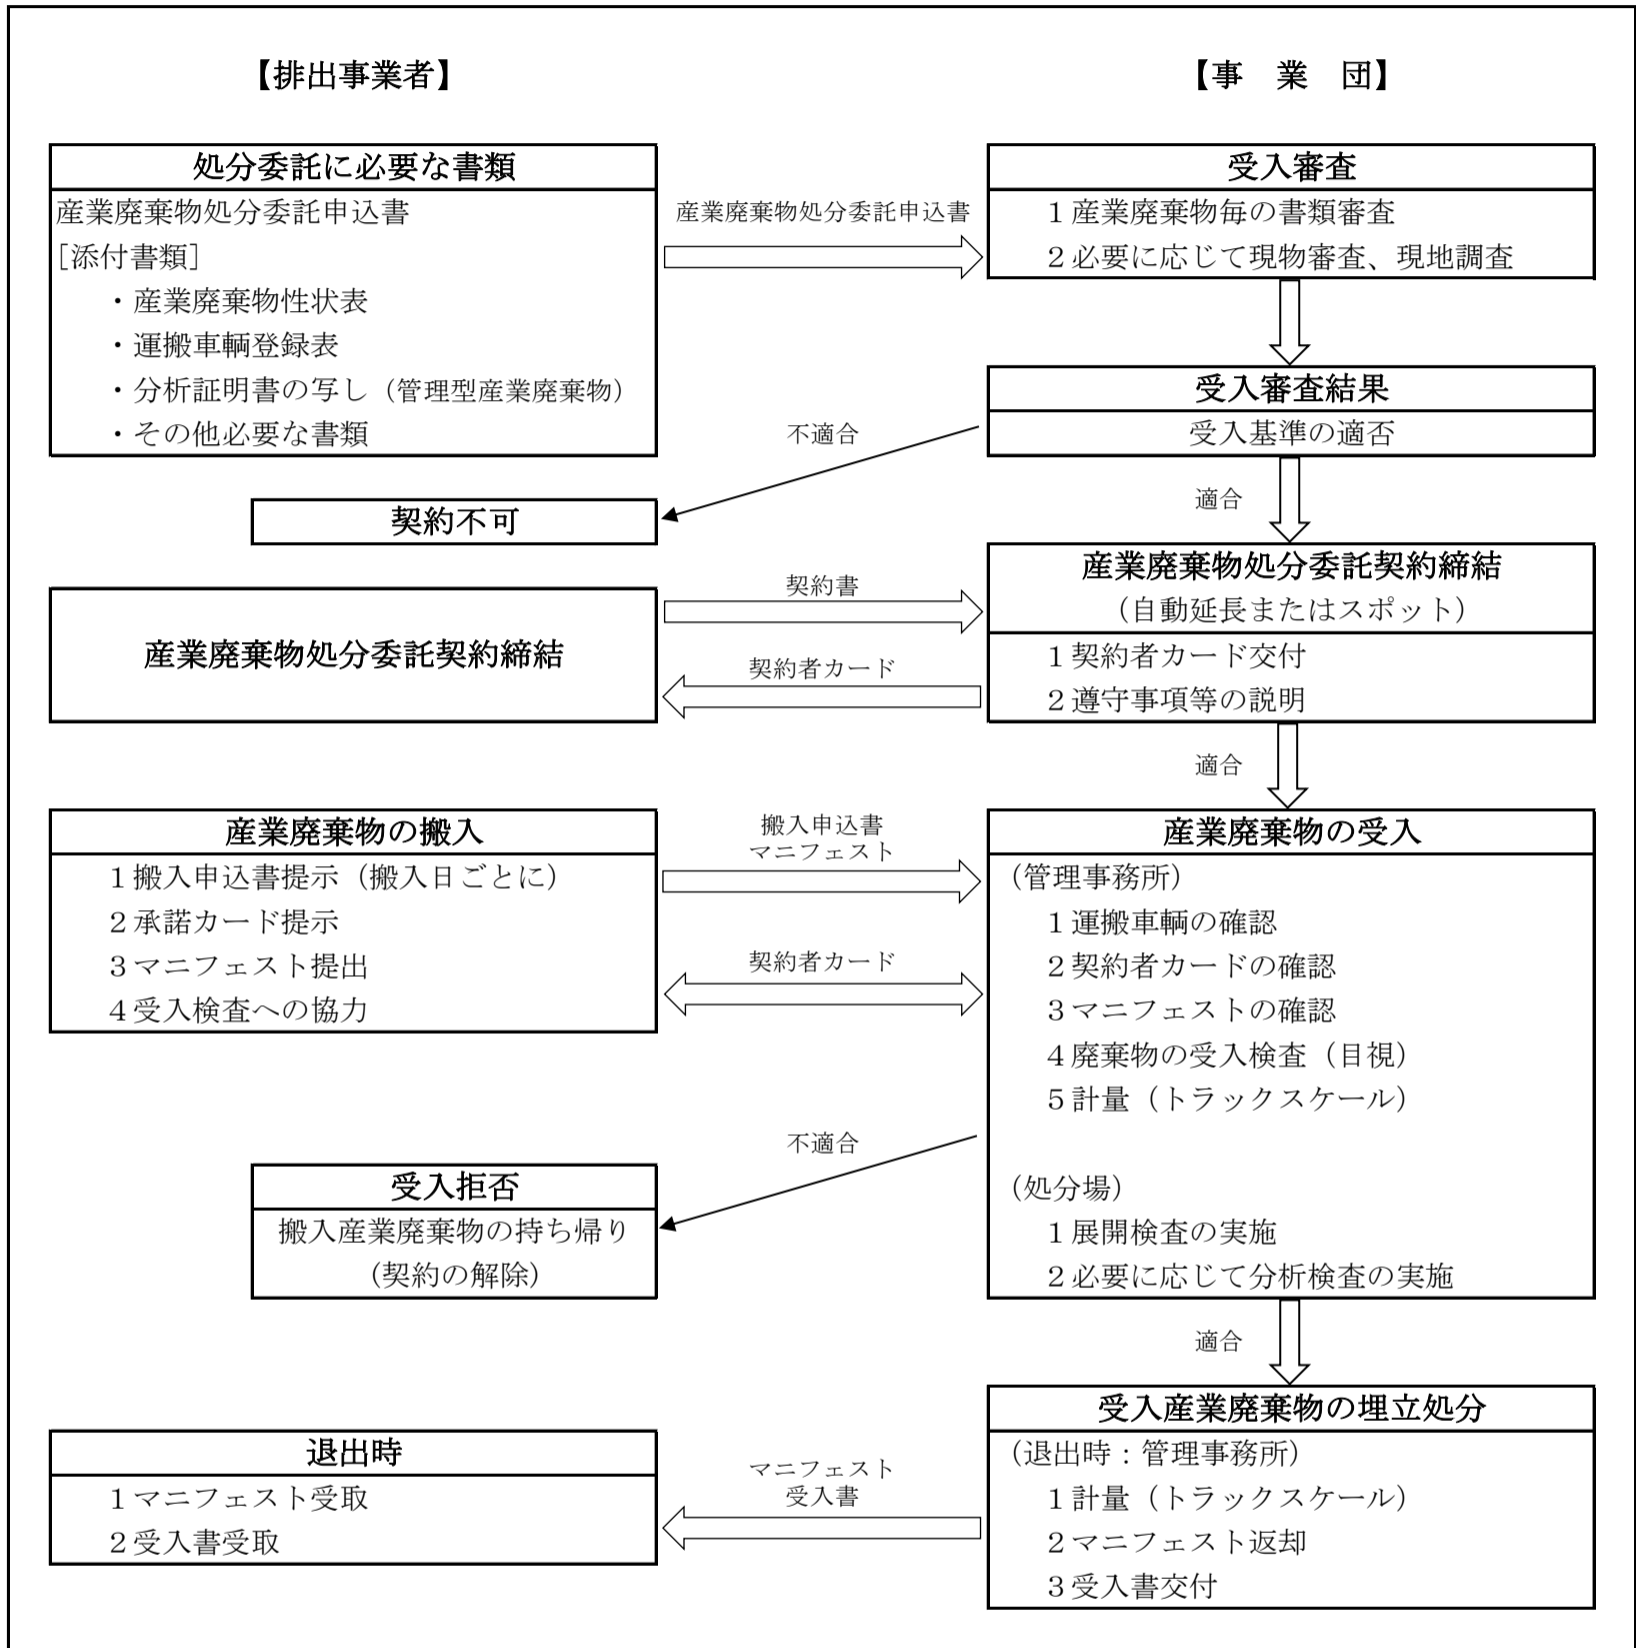 【排出事業者】
【事　業　団】
処分委託に必要な書類
産業廃棄物処分委託申込書
［添付書類］
・産業廃棄物性状表
・運搬車輌登録表
・分析証明書の写し（管理型産業廃棄物）
・その他必要な書類
産業廃棄物処分委託申込書
受入審査
１産業廃棄物毎の書類審査
２必要に応じて現物審査、現地調査
受入審査結果
受入基準の適否
不適合
契約不可
適合
産業廃棄物処分委託契約締結
契約書
契約者カード
産業廃棄物処分委託契約締結
（自動延長またはスポット）
１契約者カード交付
２遵守事項等の説明
適合
産業廃棄物の搬入
１搬入申込書提示（搬入日ごとに）
２承諾カード提示
３マニフェスト提出
４受入検査への協力
搬入申込書
マニフェスト
契約者カード
産業廃棄物の受入
（管理事務所）
１運搬車輌の確認
２契約者カードの確認
３マニフェストの確認
４廃棄物の受入検査（目視）
５計量（トラックスケール）
（処分場）
１展開検査の実施
２必要に応じて分析検査の実施
不適合
受入拒否
搬入産業廃棄物の持ち帰り
（契約の解除）
適合
受入産業廃棄物の埋立処分
（退出時：管理事務所）
１計量（トラックスケール）
２マニフェスト返却
３受入書交付
マニフェスト
受入書
退出時
１マニフェスト受取
２受入書受取